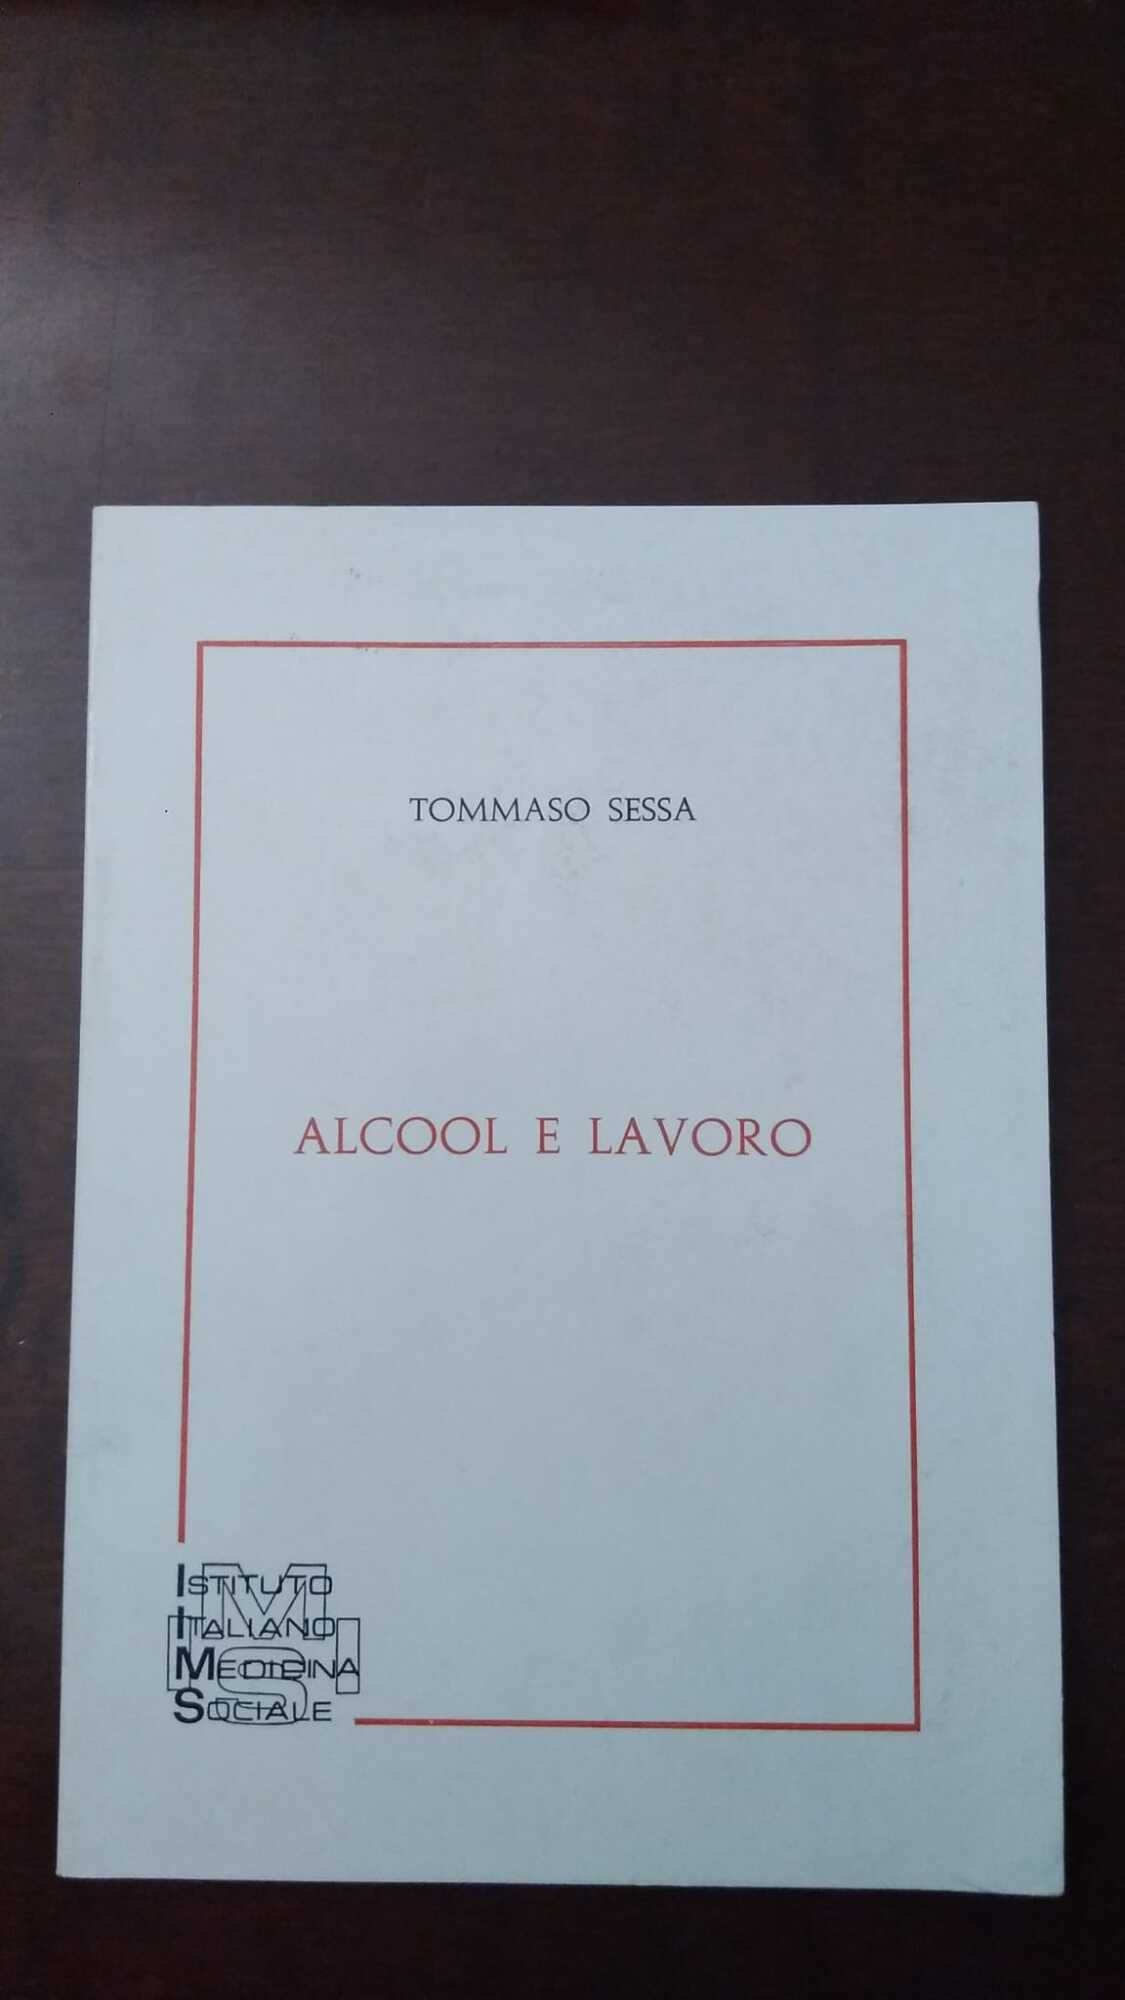 TOMMASO SESSA
ALCOOL E LAVORO
ISTITUTO
ITALIANO
MEDICINA
SOCIALE